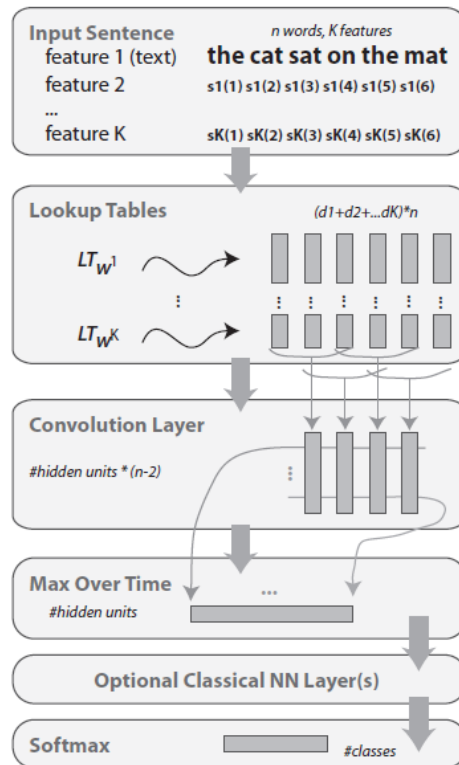 Input Sentence
n words, K features
feature 1 (text) the cat sat on the mat
feature 2 s1(1) s1(2) s1(3) s1(4) s1(5) s1(6)
...
feature K sK(1) sK(2) sK(3) sK(4) sK(5) sK(6)
Lookup Tables
(d1+d2+...dK)*n
LTW1
...
LTWK
Convolution Layer
#hidden units * (n-2)
Max Over Time
...
#hidden units
Optional Classical NN Layer(s)
Softmax
#classes